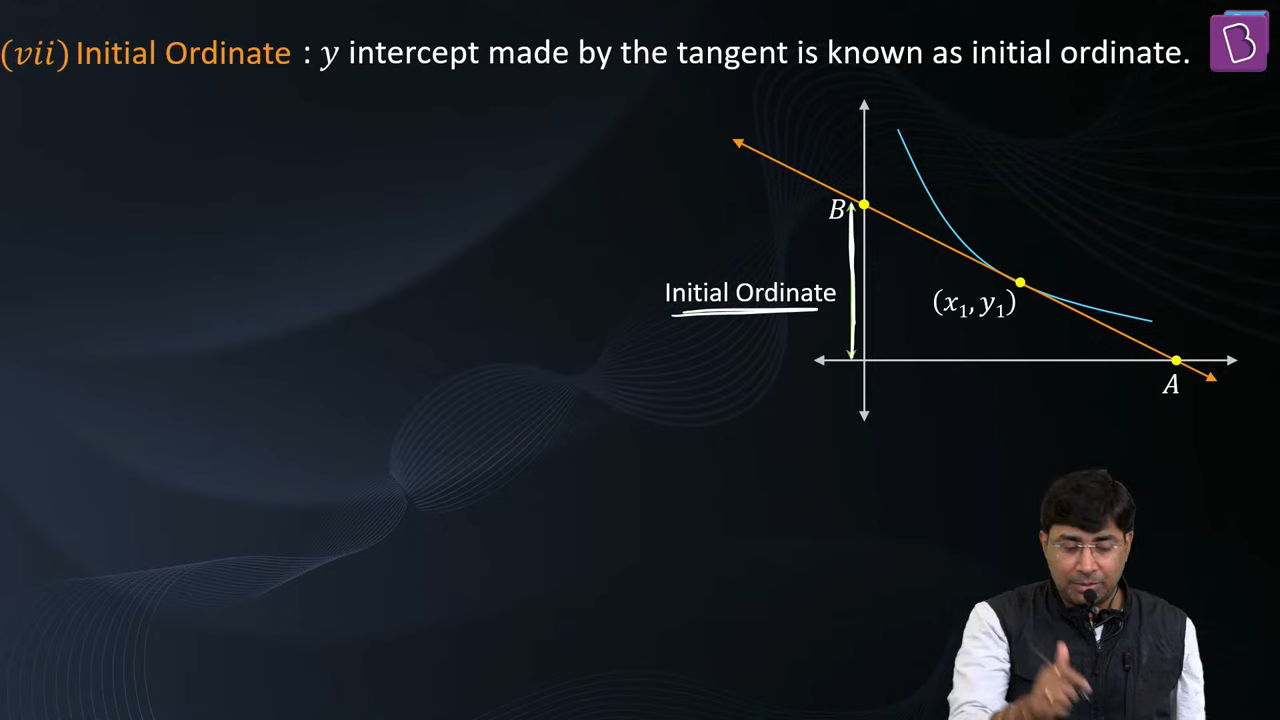 (vii) Initial Ordinate : y intercept made by the tangent is known as initial ordinate.
B
B
Initial Ordinate
(x₁, y₁)
A